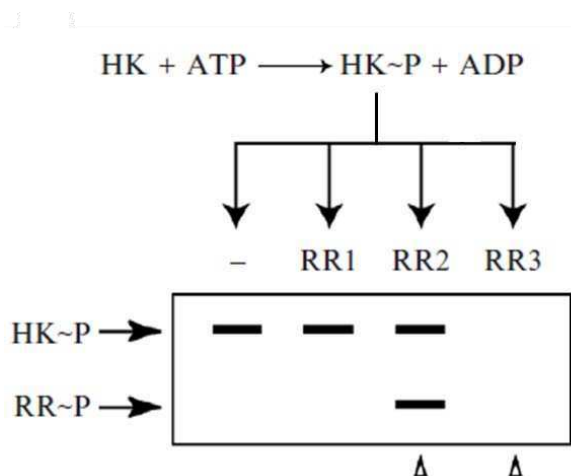 HK + ATP ⟶ HK~P + ADP
– RR1 RR2 RR3
HK~P
RR~P